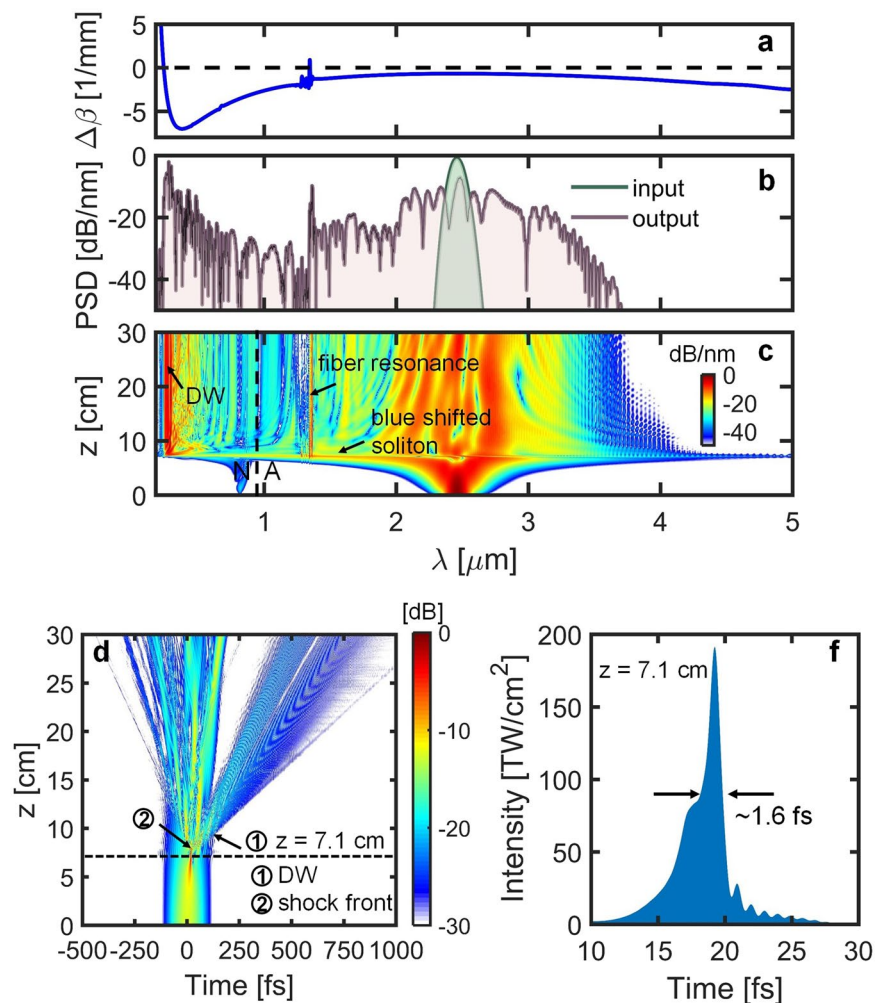 5
0
-5
Δβ [1/mm]
a
0
-20
-40
PSD [dB/nm]
b
input
output
30
20
10
0
z [cm]
c
dB/nm
0
-20
-40
DW
fiber resonance
blue shifted
soliton
N
A
1
2
3
4
5
λ [μm]
[dB]
30
25
20
15
10
5
0
z [cm]
d
② 
① z = 7.1 cm
① DW
② shock front
0
-10
-20
-30
-500
-250
0
250
500
1000
Time [fs]
200
150
100
50
0
Intensity [TW/cm²]
z = 7.1 cm
f
~1.6 fs
10
15
20
25
30
Time [fs]